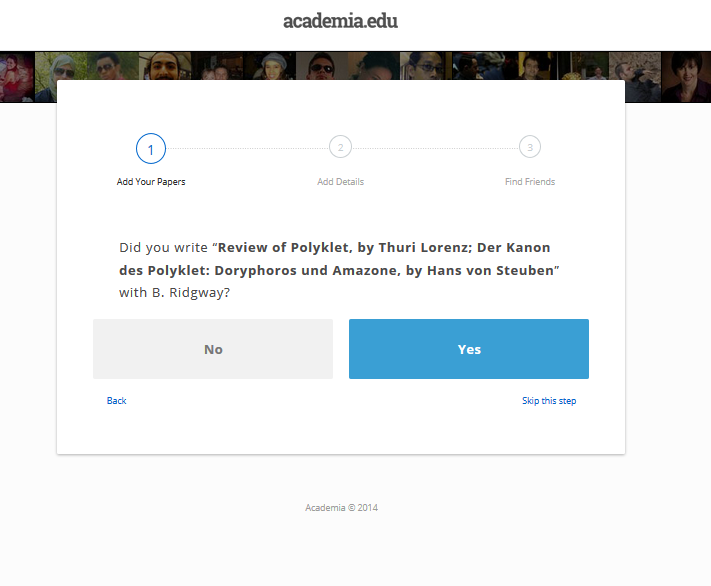 academia.edu
1
2
3
Add Your Papers
Add Details
Find Friends
Did you write “Review of Polyklet, by Thuri Lorenz; Der Kanon
des Polyklet: Doryphoros und Amazone, by Hans von Steuben”
with B. Ridgway?
No
Yes
Back
Skip this step
Academia © 2014